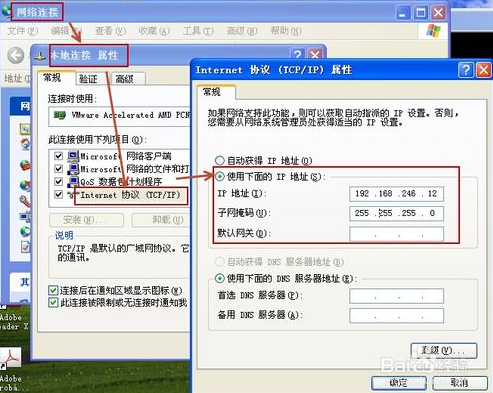 网络连接
文件(F) 编辑(E) 查看(V) 收藏(A) 工具(T) 高级(N) 帮助(H)
本地连接 属性
地址
常规 验证 高级
连接时使用:
VMware Accelerated AMD PCN
此连接使用下列项目(O):
Microsoft 网络客户端
Microsoft 网络的文件和打
QoS 数据包计划程序
Internet 协议 (TCP/IP)
安装(N)... 卸载(U)
说明
TCP/IP 是默认的广域网协议。它
的通讯。
连接后在通知区域显示图标(W)
此连接被限制或无连接时通知我
Internet 协议 (TCP/IP) 属性
常规
如果网络支持此功能,则可以获取自动指派的 IP 设置。否则,
您需要从网络系统管理员处获得适当的 IP 设置。
自动获得 IP 地址(O)
使用下面的 IP 地址(S):
IP 地址(I): 192 .168 .246 . 12
子网掩码(U): 255 .255 .255 . 0
默认网关(D): . . .
自动获得 DNS 服务器地址(B)
使用下面的 DNS 服务器地址(E):
首选 DNS 服务器(P): . . .
备用 DNS 服务器(A): . . .
高级(V)...
确定 取消
其
Adobe
eader X
Adobe
Baidu 经验